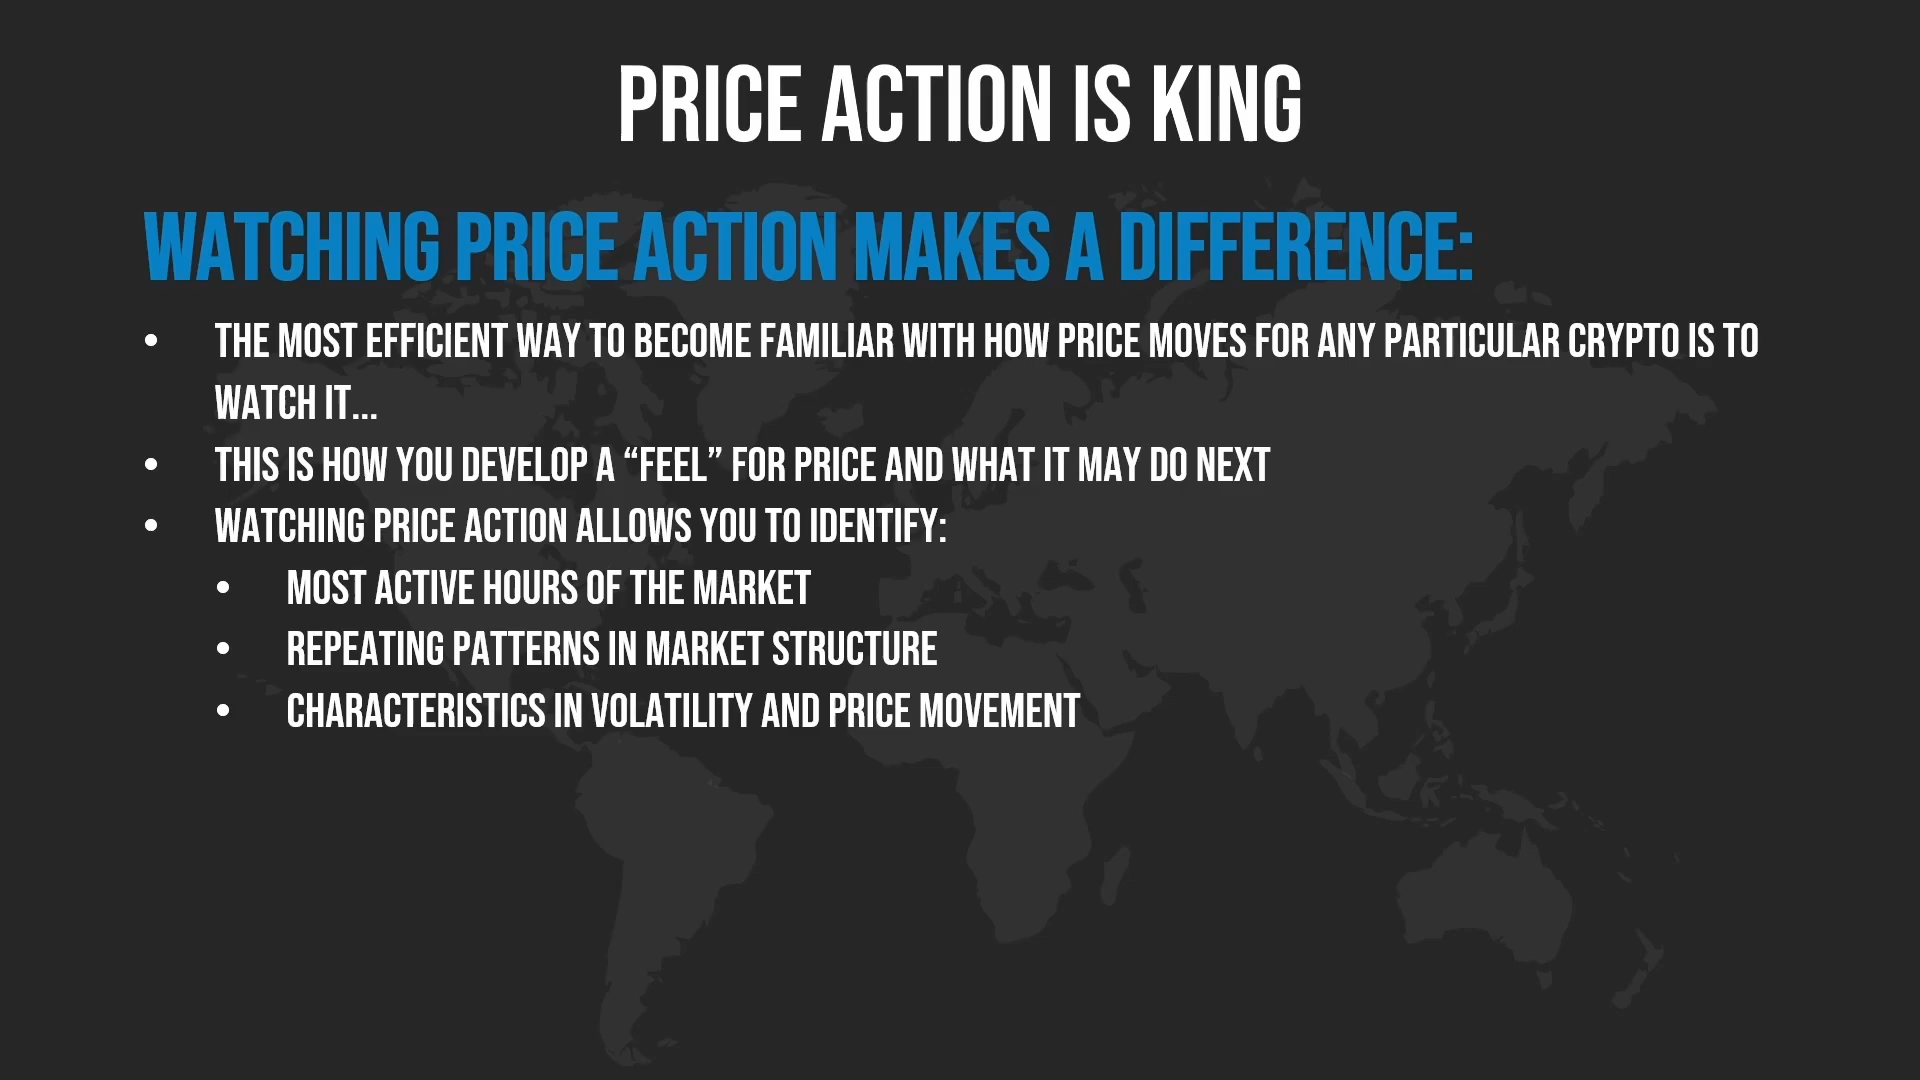 PRICE ACTION IS KING
WATCHING PRICE ACTION MAKES A DIFFERENCE:
• THE MOST EFFICIENT WAY TO BECOME FAMILIAR WITH HOW PRICE MOVES FOR ANY PARTICULAR CRYPTO IS TO
WATCH IT...
• THIS IS HOW YOU DEVELOP A “FEEL” FOR PRICE AND WHAT IT MAY DO NEXT
• WATCHING PRICE ACTION ALLOWS YOU TO IDENTIFY:
• MOST ACTIVE HOURS OF THE MARKET
• REPEATING PATTERNS IN MARKET STRUCTURE
• CHARACTERISTICS IN VOLATILITY AND PRICE MOVEMENT